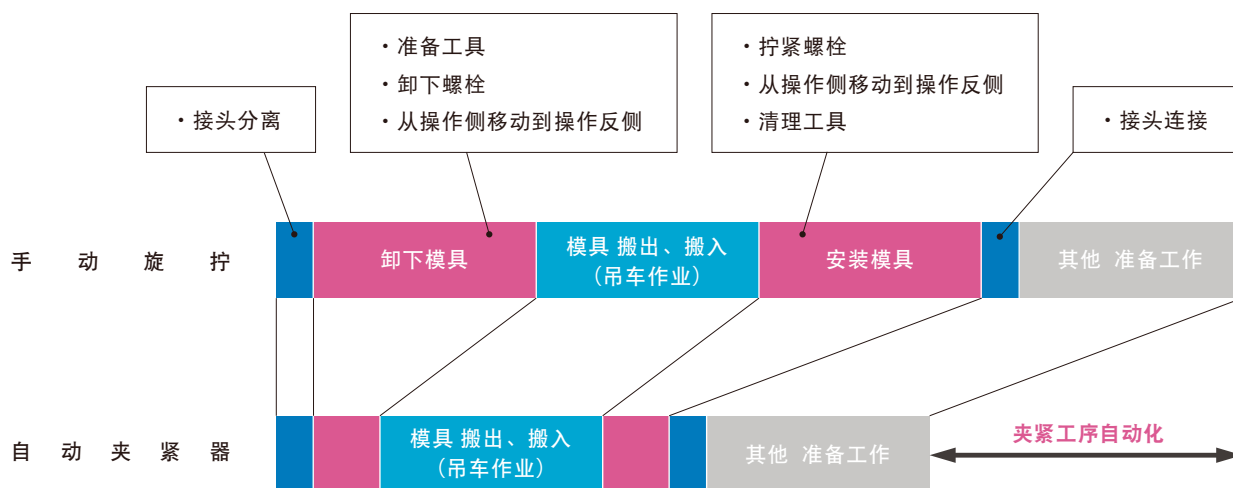 ・准备工具
・卸下螺栓
・从操作侧移动到操作反侧
・拧紧螺栓
・从操作侧移动到操作反侧
・清理工具
・接头分离
・接头连接
手动旋拧
卸下模具
模具 搬出、搬入
(吊车作业)
安装模具
其他 准备工作
自动夹紧器
模具 搬出、搬入
(吊车作业)
其他 准备工作
夹紧工序自动化